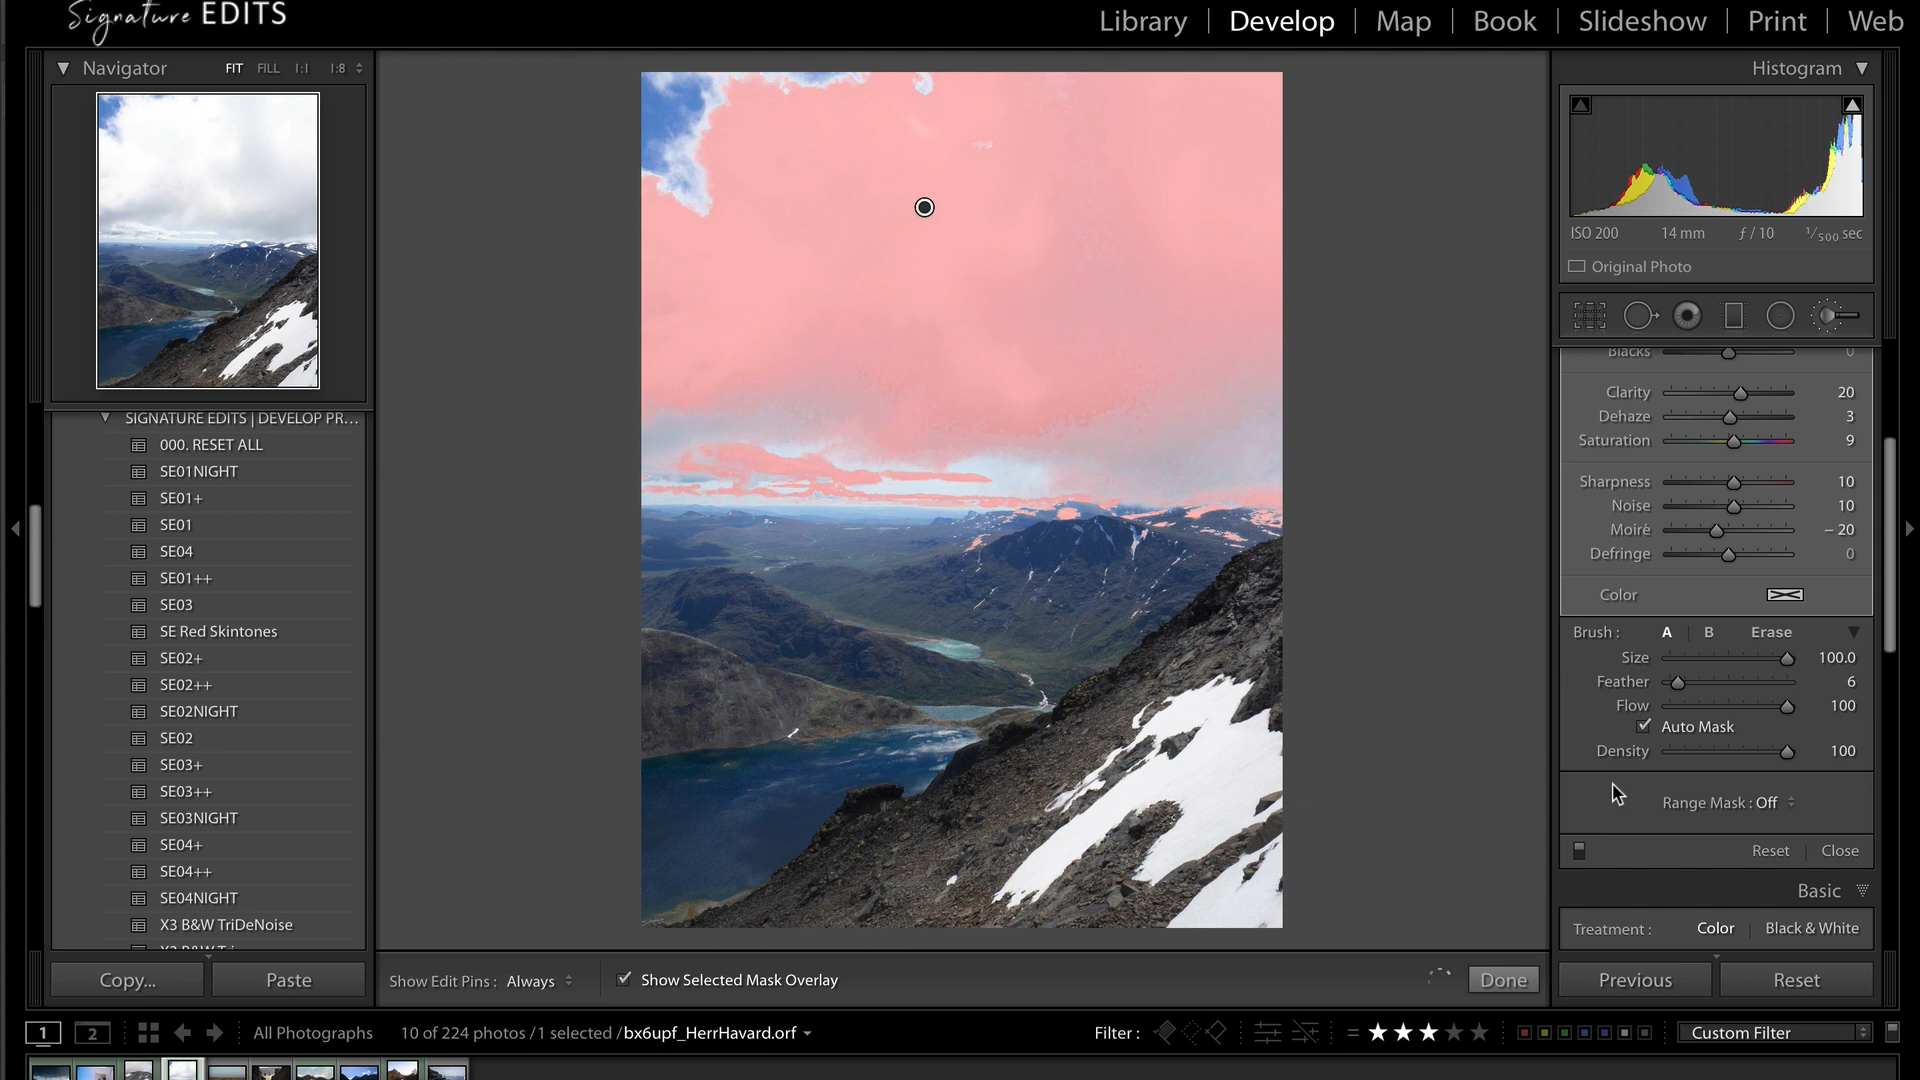 Signature EDITS
Library | Develop | Map | Book | Slideshow | Print | Web
Navigator FIT FILL 1:1 1:8
SIGNATURE EDITS | DEVELOP PR...
000. RESET ALL
SE01NIGHT
SE01+
SE01
SE04
SE01++
SE03
SE Red Skintones
SE02+
SE02++
SE02NIGHT
SE02
SE03+
SE03++
SE03NIGHT
SE04+
SE04++
SE04NIGHT
X3 B&W TriDeNoise
Copy... Paste
Show Edit Pins : Always Show Selected Mask Overlay Done
Histogram
ISO 200 14 mm ƒ / 10 1/500 sec
Original Photo
Blacks 0
Clarity 20
Dehaze 3
Saturation 9
Sharpness 10
Noise 10
Moiré – 20
Defringe 0
Color
Brush : A | B Erase
Size 100.0
Feather 6
Flow 100
Auto Mask
Density 100
Range Mask : Off
Reset | Close
Basic
Treatment : Color | Black & White
Previous Reset
1 2 All Photographs 10 of 224 photos / 1 selected / bx6upf_HerrHavard.orf Filter : = ★★★★★ Custom Filter